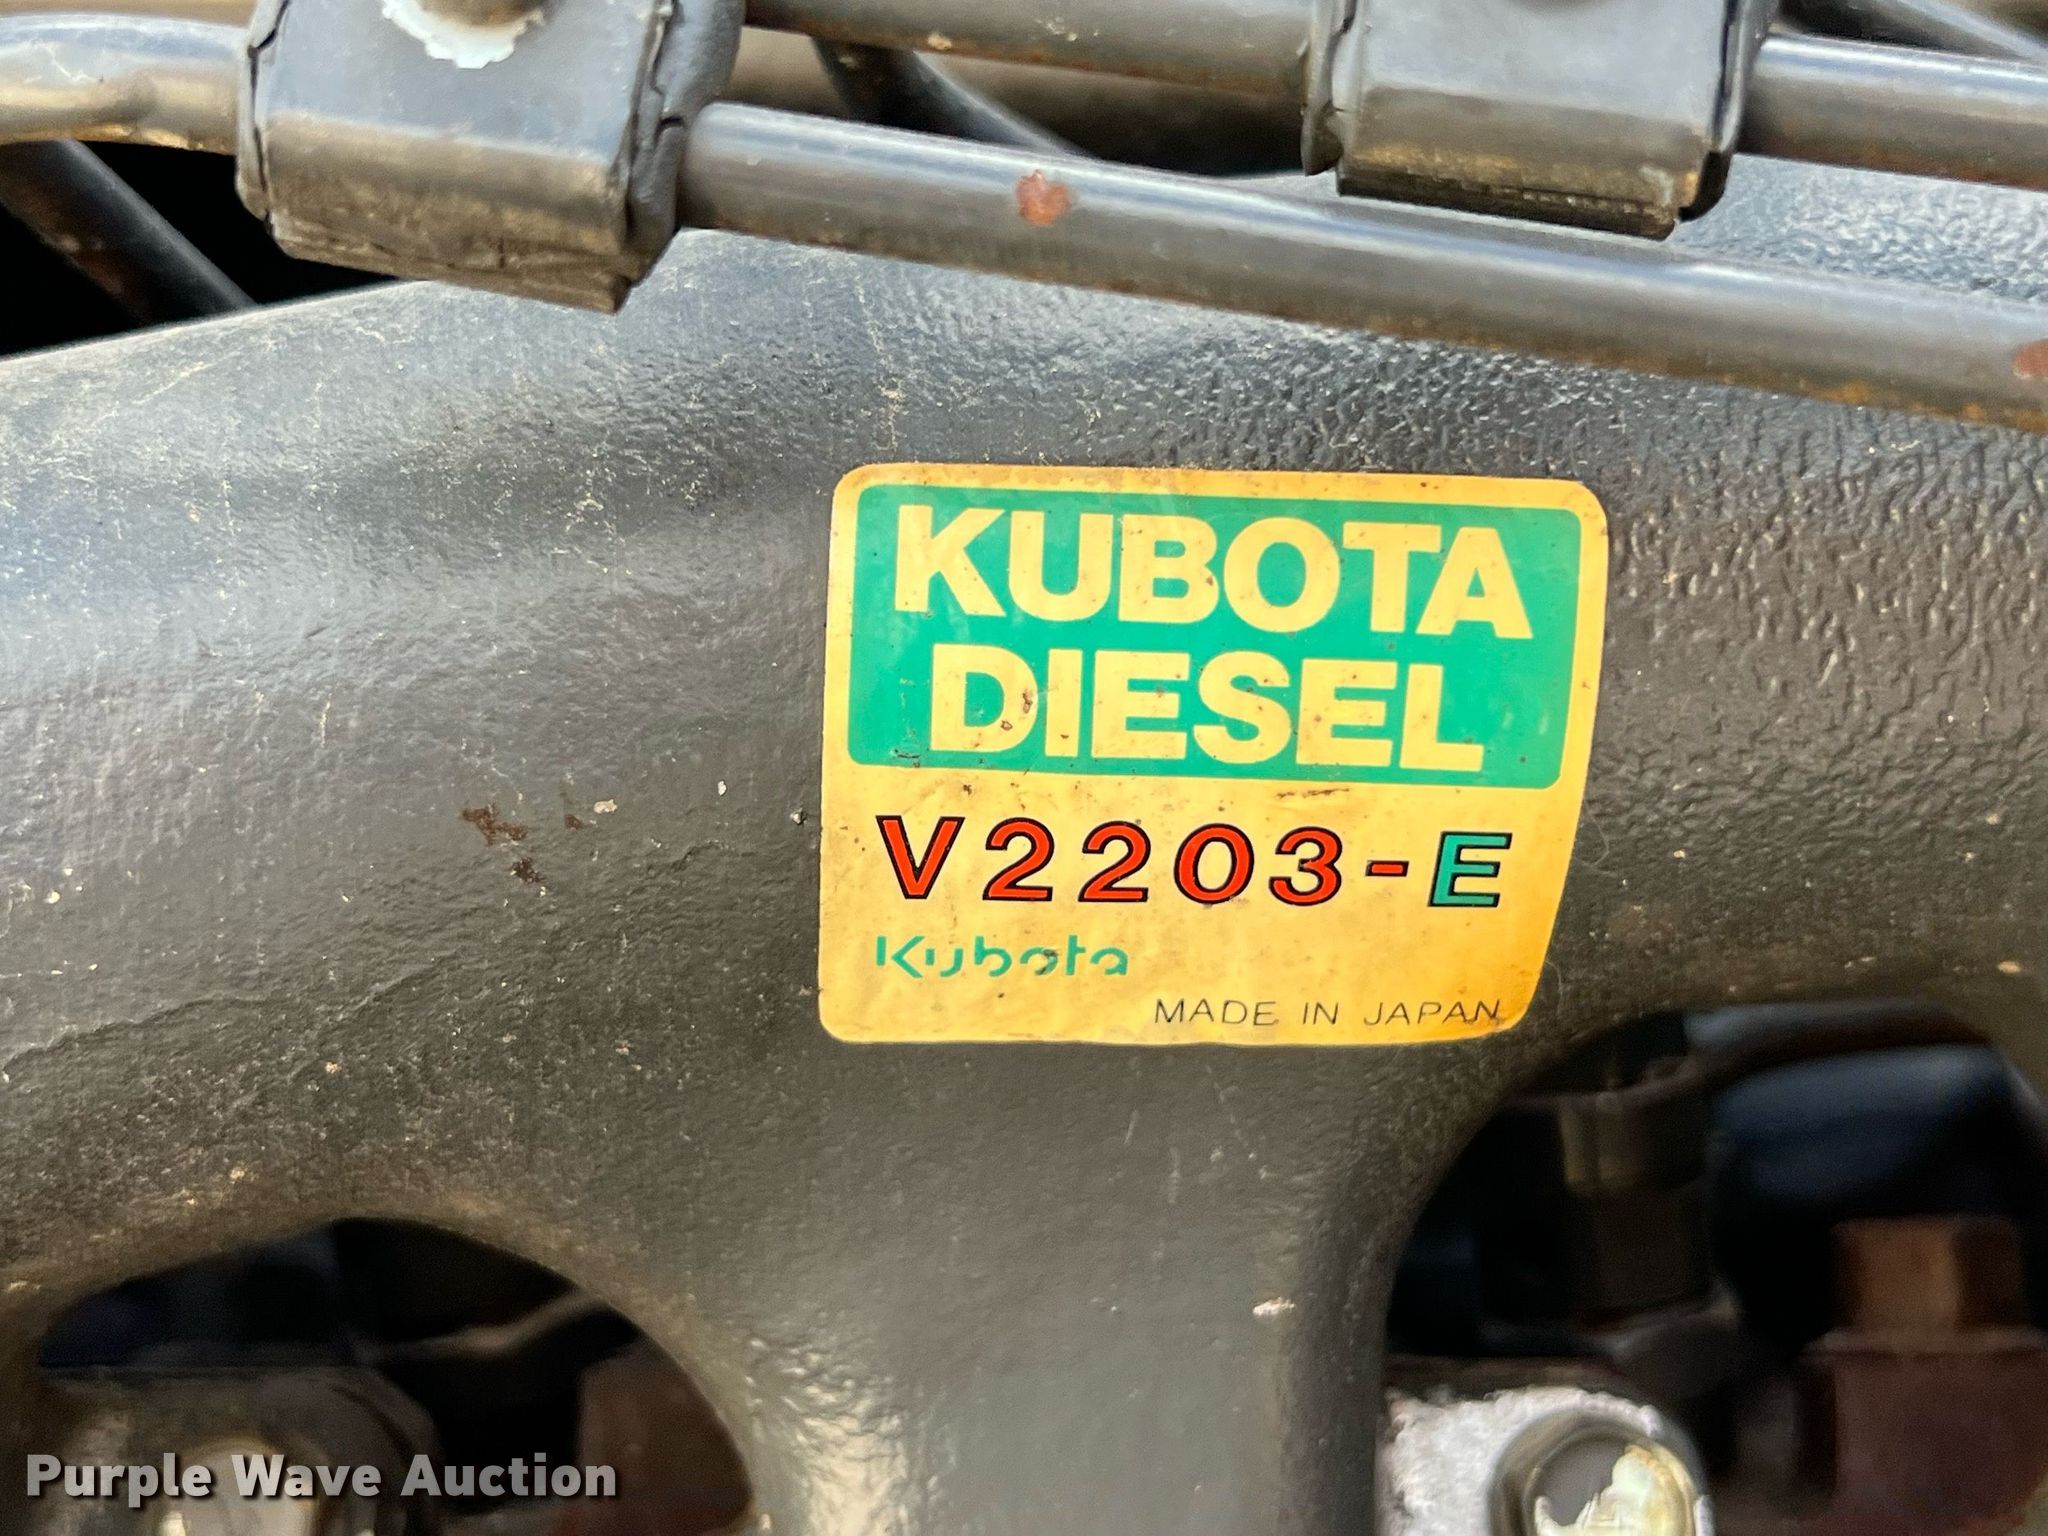 KUBOTA
DIESEL
V2203-E
Kubota
MADE IN JAPAN
Purple Wave Auction